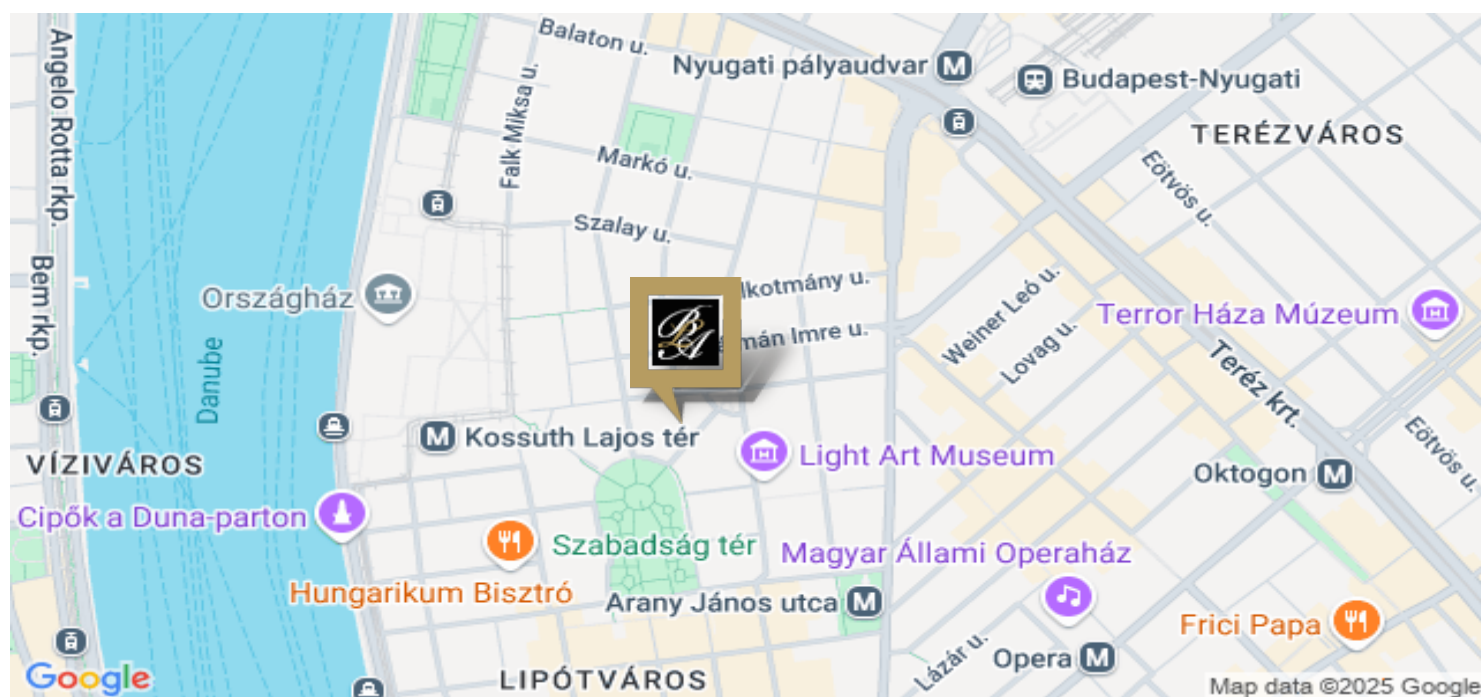 Angelo Rotta rkp.
Balaton u.
Falk Miksa u.
Nyugati pályaudvar M
Budapest-Nyugati
TERÉZVÁROS
Eötvös u.
Markó u.
Szalay u.
Bem rkp.
Országház
lkotmány u.
mán Imre u.
Weiner Leó u.
Lovag u.
Terror Háza Múzeum
Teréz krt.
Danube
BLA
M Kossuth Lajos tér
Light Art Museum
VÍZIVÁROS
Oktogon M
Eötvös u.
Cipők a Duna-parton
Szabadság tér
Magyar Állami Operaház
Hungarikum Bisztró
Arany János utca M
Frici Papa
Lázár u.
Opera M
LIPÓTVÁROS
Google
Map data ©2025 Google